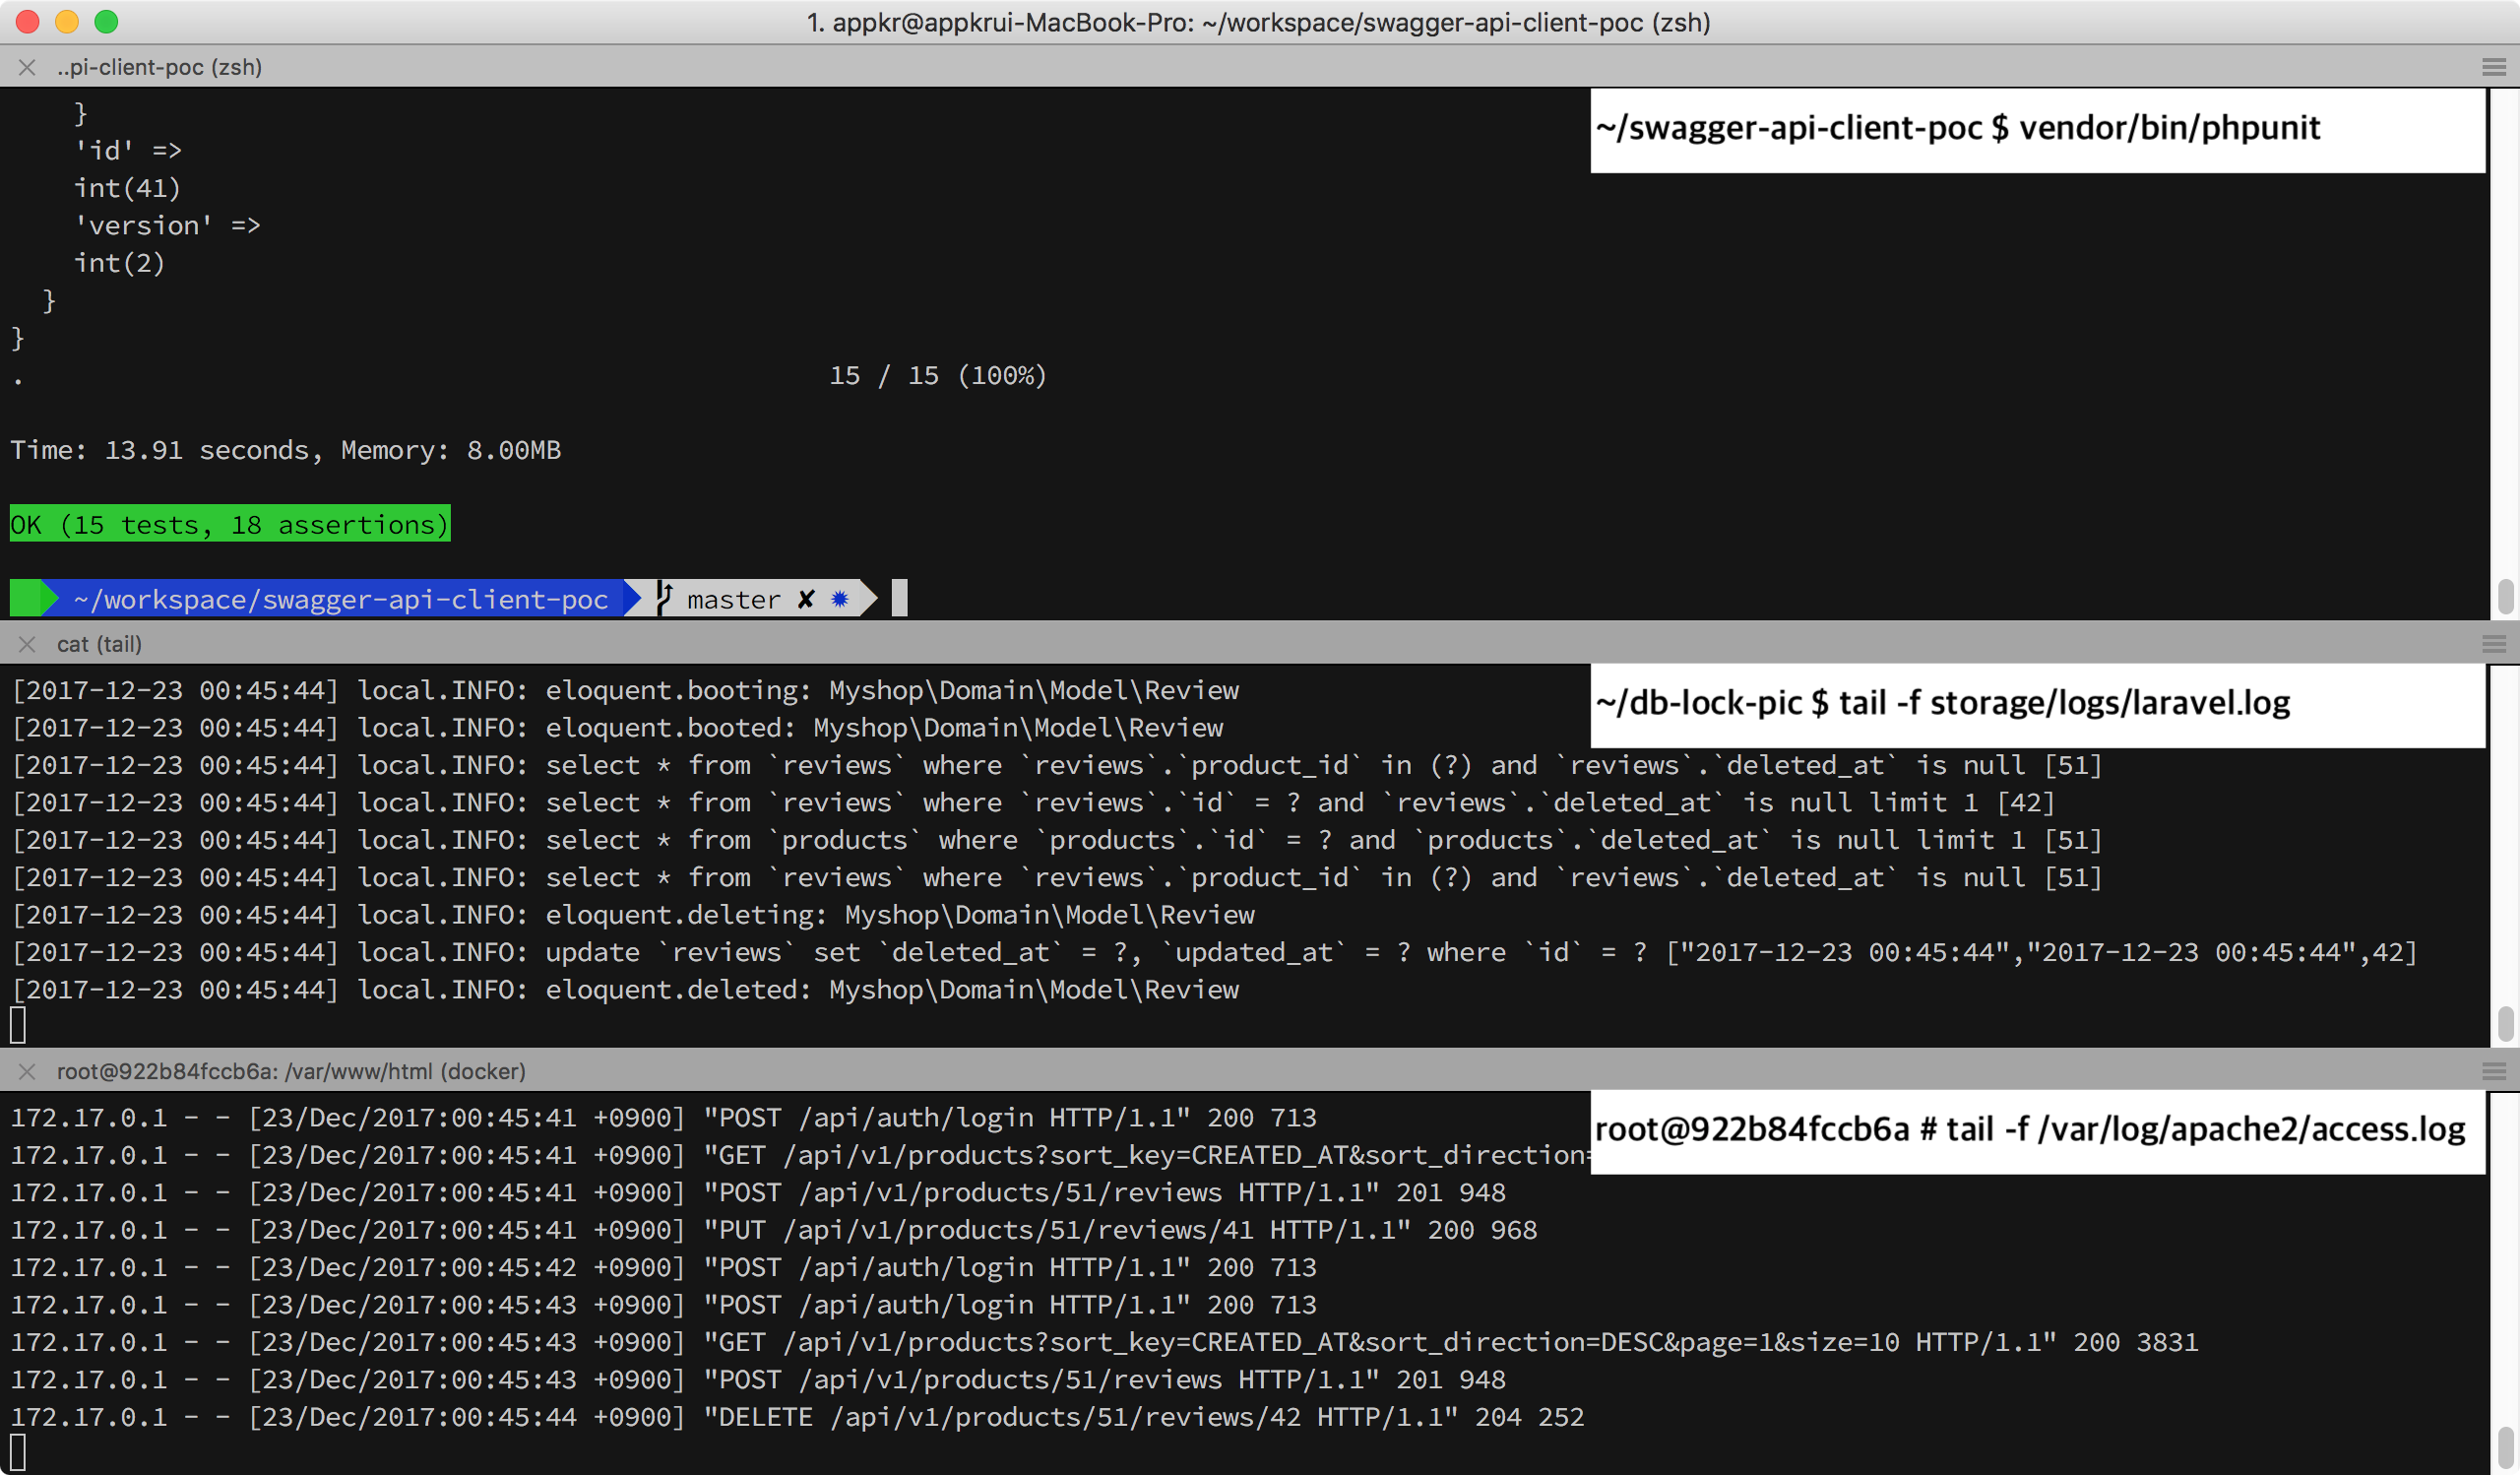 1. appkr@appkrui-MacBook-Pro: ~/workspace/swagger-api-client-poc (zsh)
..pi-client-poc (zsh)
~/swagger-api-client-poc $ vendor/bin/phpunit
    }
    'id' =>
    int(41)
    'version' =>
    int(2)
  }
}
.                                                    15 / 15 (100%)
Time: 13.91 seconds, Memory: 8.00MB
OK (15 tests, 18 assertions)
~/workspace/swagger-api-client-poc master ✘ ✹
cat (tail)
~/db-lock-pic $ tail -f storage/logs/laravel.log
[2017-12-23 00:45:44] local.INFO: eloquent.booting: Myshop\Domain\Model\Review
[2017-12-23 00:45:44] local.INFO: eloquent.booted: Myshop\Domain\Model\Review
[2017-12-23 00:45:44] local.INFO: select * from `reviews` where `reviews`.`product_id` in (?) and `reviews`.`deleted_at` is null [51]
[2017-12-23 00:45:44] local.INFO: select * from `reviews` where `reviews`.`id` = ? and `reviews`.`deleted_at` is null limit 1 [42]
[2017-12-23 00:45:44] local.INFO: select * from `products` where `products`.`id` = ? and `products`.`deleted_at` is null limit 1 [51]
[2017-12-23 00:45:44] local.INFO: select * from `reviews` where `reviews`.`product_id` in (?) and `reviews`.`deleted_at` is null [51]
[2017-12-23 00:45:44] local.INFO: eloquent.deleting: Myshop\Domain\Model\Review
[2017-12-23 00:45:44] local.INFO: update `reviews` set `deleted_at` = ?, `updated_at` = ? where `id` = ? ["2017-12-23 00:45:44","2017-12-23 00:45:44",42]
[2017-12-23 00:45:44] local.INFO: eloquent.deleted: Myshop\Domain\Model\Review
root@922b84fccb6a: /var/www/html (docker)
root@922b84fccb6a # tail -f /var/log/apache2/access.log
172.17.0.1 - - [23/Dec/2017:00:45:41 +0900] "POST /api/auth/login HTTP/1.1" 200 713
172.17.0.1 - - [23/Dec/2017:00:45:41 +0900] "GET /api/v1/products?sort_key=CREATED_AT&sort_direction=
172.17.0.1 - - [23/Dec/2017:00:45:41 +0900] "POST /api/v1/products/51/reviews HTTP/1.1" 201 948
172.17.0.1 - - [23/Dec/2017:00:45:41 +0900] "PUT /api/v1/products/51/reviews/41 HTTP/1.1" 200 968
172.17.0.1 - - [23/Dec/2017:00:45:42 +0900] "POST /api/auth/login HTTP/1.1" 200 713
172.17.0.1 - - [23/Dec/2017:00:45:43 +0900] "POST /api/auth/login HTTP/1.1" 200 713
172.17.0.1 - - [23/Dec/2017:00:45:43 +0900] "GET /api/v1/products?sort_key=CREATED_AT&sort_direction=DESC&page=1&size=10 HTTP/1.1" 200 3831
172.17.0.1 - - [23/Dec/2017:00:45:43 +0900] "POST /api/v1/products/51/reviews HTTP/1.1" 201 948
172.17.0.1 - - [23/Dec/2017:00:45:44 +0900] "DELETE /api/v1/products/51/reviews/42 HTTP/1.1" 204 252